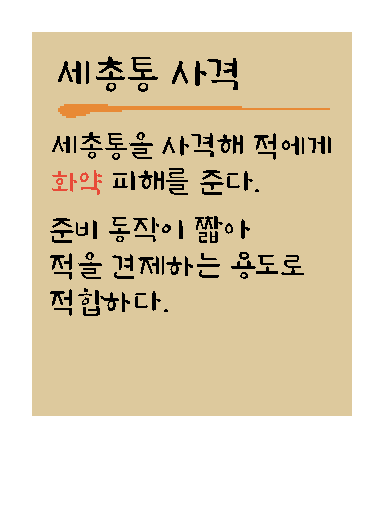 세총통 사격
세총통을 사격해 적에게
화약 피해를 준다.
준비 동작이 짧아
적을 견제하는 용도로
적합하다.